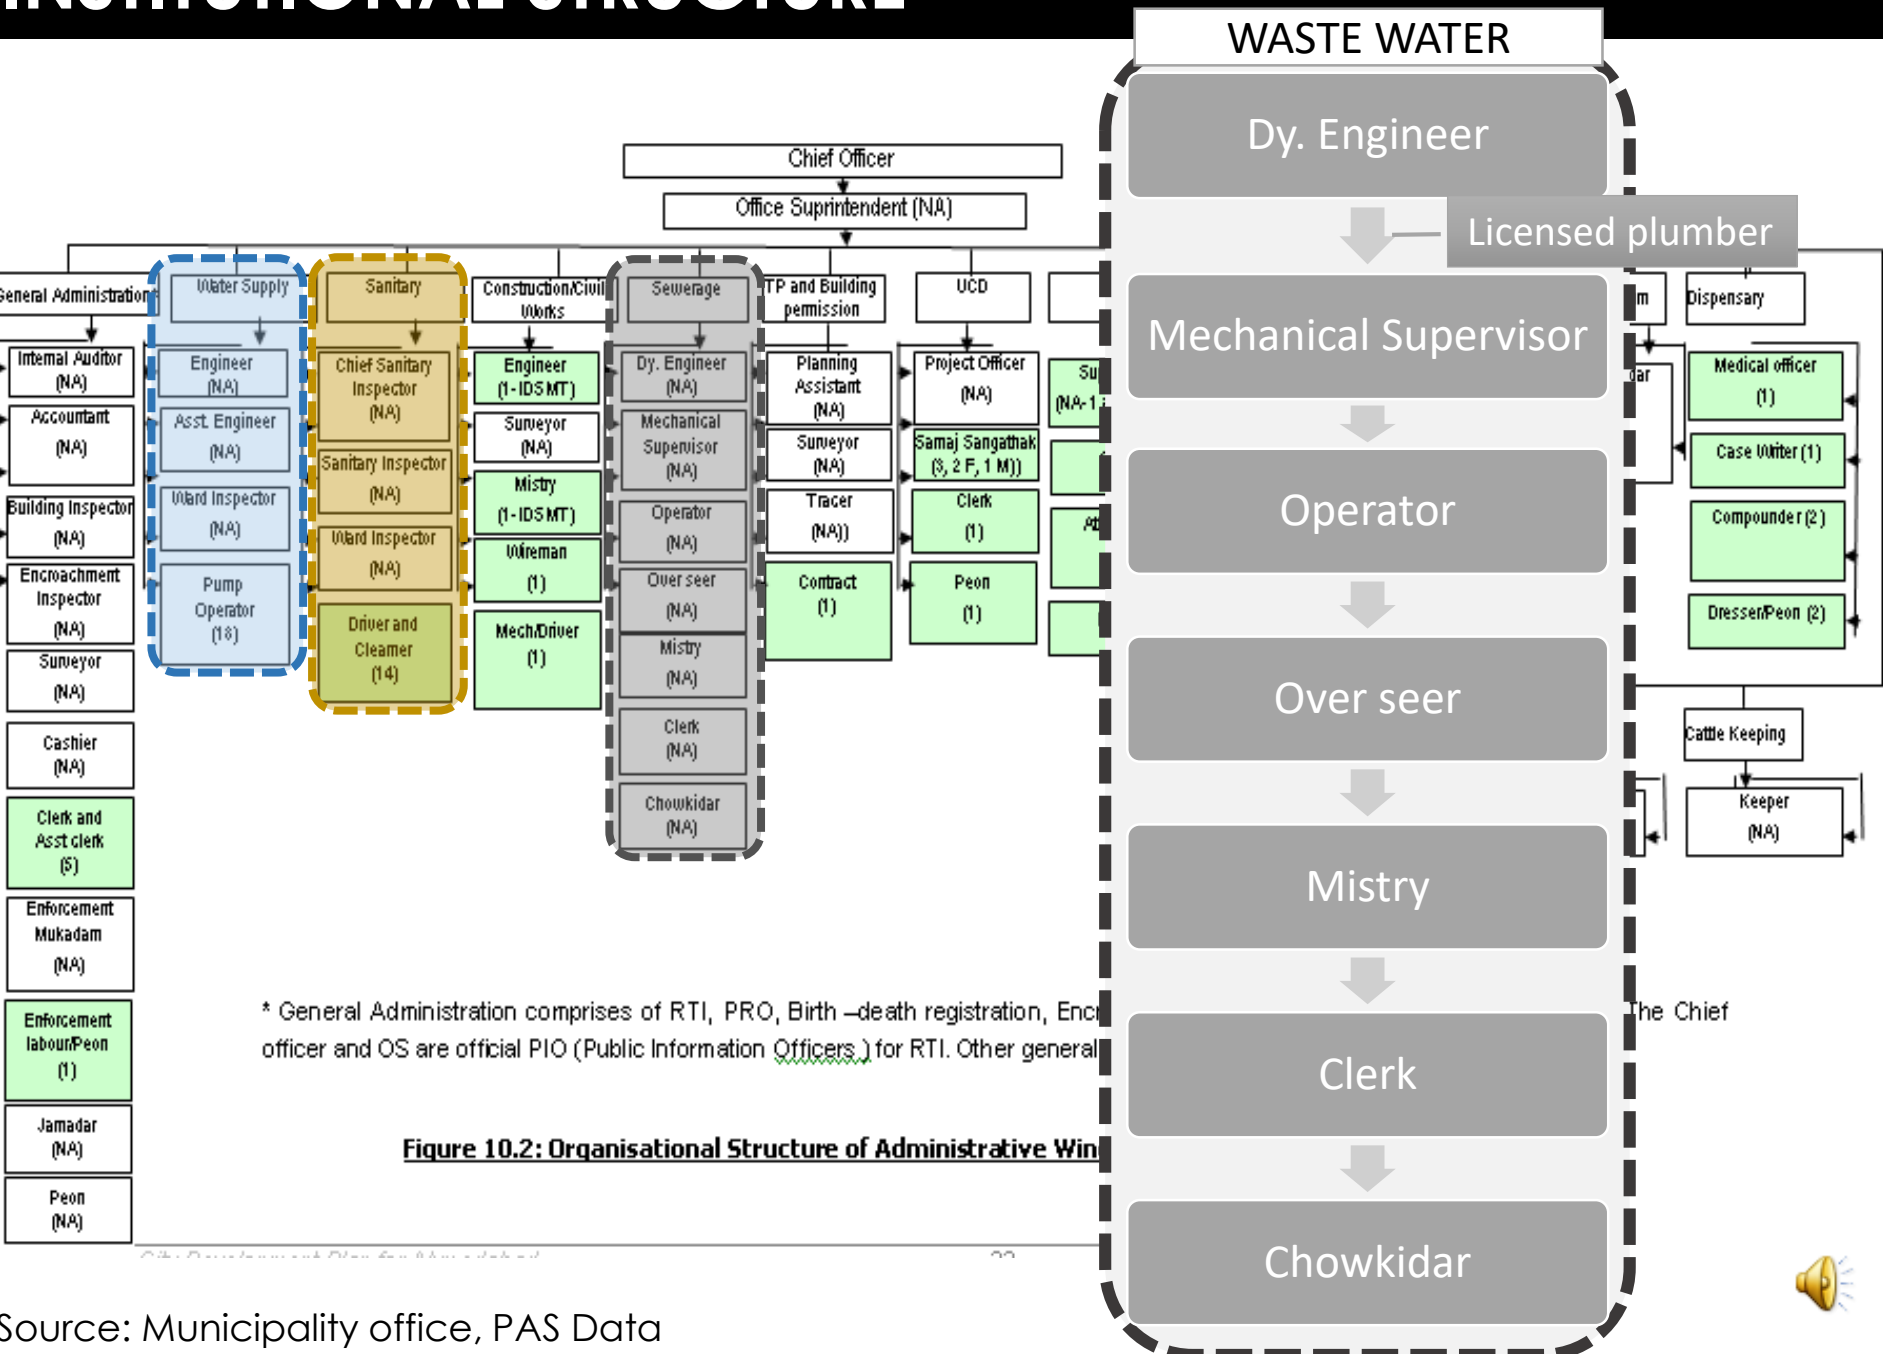 INSTITUTIONAL STRUCTURE
WASTE WATER
Dy. Engineer
Licensed plumber
Mechanical Supervisor
Operator
Over seer
Mistry
Clerk
Chowkidar
Chief Officer
Office Suprintendent (NA)
General Administration
Internal Auditor
(NA)
Accountant
(NA)
Building Inspector
(NA)
Encroachment
Inspector
(NA)
Surveyor
(NA)
Cashier
(NA)
Clerk and
Asst clerk
(5)
Enforcement
Mukadam
(NA)
Enforcement
labour/Peon
(1)
Jamadar
(NA)
Peon
(NA)
Water Supply
Engineer
(NA)
Asst. Engineer
(NA)
Ward Inspector
(NA)
Pump
Operator
(18)
Sanitary
Chief Sanitary
Inspector
(NA)
Sanitary Inspector
(NA)
Ward Inspector
(NA)
Driver and
Cleamer
(14)
Construction/Civil
Works
Engineer
(1- IDSMT)
Surveyor
(NA)
Mistry
(1-IDSMT)
Wireman
(1)
Mech/Driver
(1)
Sewerage
Dy. Engineer
(NA)
Mechanical
Supervisor
(NA)
Operator
(NA)
Over seer
(NA)
Mistry
(NA)
Clerk
(NA)
Chowkidar
(NA)
TP and Building
permission
Planning
Assistant
(NA)
Surveyor
(NA)
Tracer
(NA))
Contract
(1)
UCD
Project Officer
(NA)
Samaj Sangathak
(3, 2 F, 1 M))
Clerk
(1)
Peon
(1)
Su
(NA-1
At
m
dar
Dispensary
Medical officer
(1)
Case Writer (1)
Compounder (2)
Dresser/Peon (2)
Cattle Keeping
Keeper
(NA)
* General Administration comprises of RTI, PRO, Birth –death registration, Encr The Chief
officer and OS are official PIO (Public Information Officers ) for RTI. Other general
Figure 10.2: Organisational Structure of Administrative Win
Source: Municipality office, PAS Data